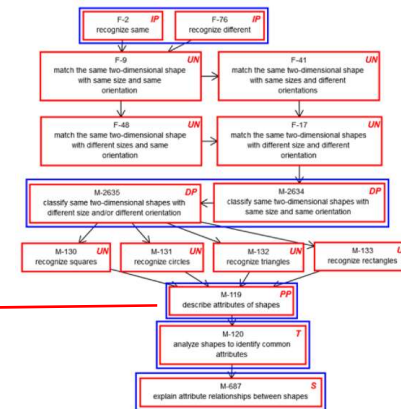 F-2 IP
recognize same
F-76 IP
recognize different
F-9 UN
match the same two-dimensional shape
with same sizes and same
orientation
F-41 UN
match the same two-dimensional shape
with same sizes and different
orientations
F-48 UN
match the same two-dimensional shape
with different sizes and same
orientation
F-17 UN
match the same two-dimensional shapes
with different size and different
orientation
M-2635 DP
classify same two-dimensional shapes with
different size and/or different orientation
M-2634 DP
classify same two-dimensional shapes with
same size and same orientation
M-130 UN
recognize squares
M-131 UN
recognize circles
M-132 UN
recognize triangles
M-133
recognize rectangles
M-119 PP
describe attributes of shapes
M-120 T
analyze shapes to identify common
attributes
M-687 S
explain attribute relationships between shapes